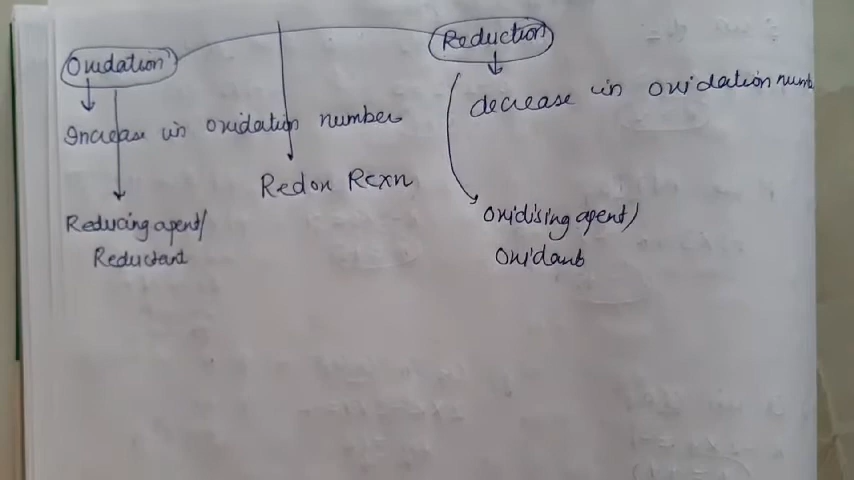 Oxidation
Reduction
Increase in oxidation number
decrease in oxidation numb
Redox Rexn
Reducing agent/
Reductant
Oxidising agent/
Oxidant